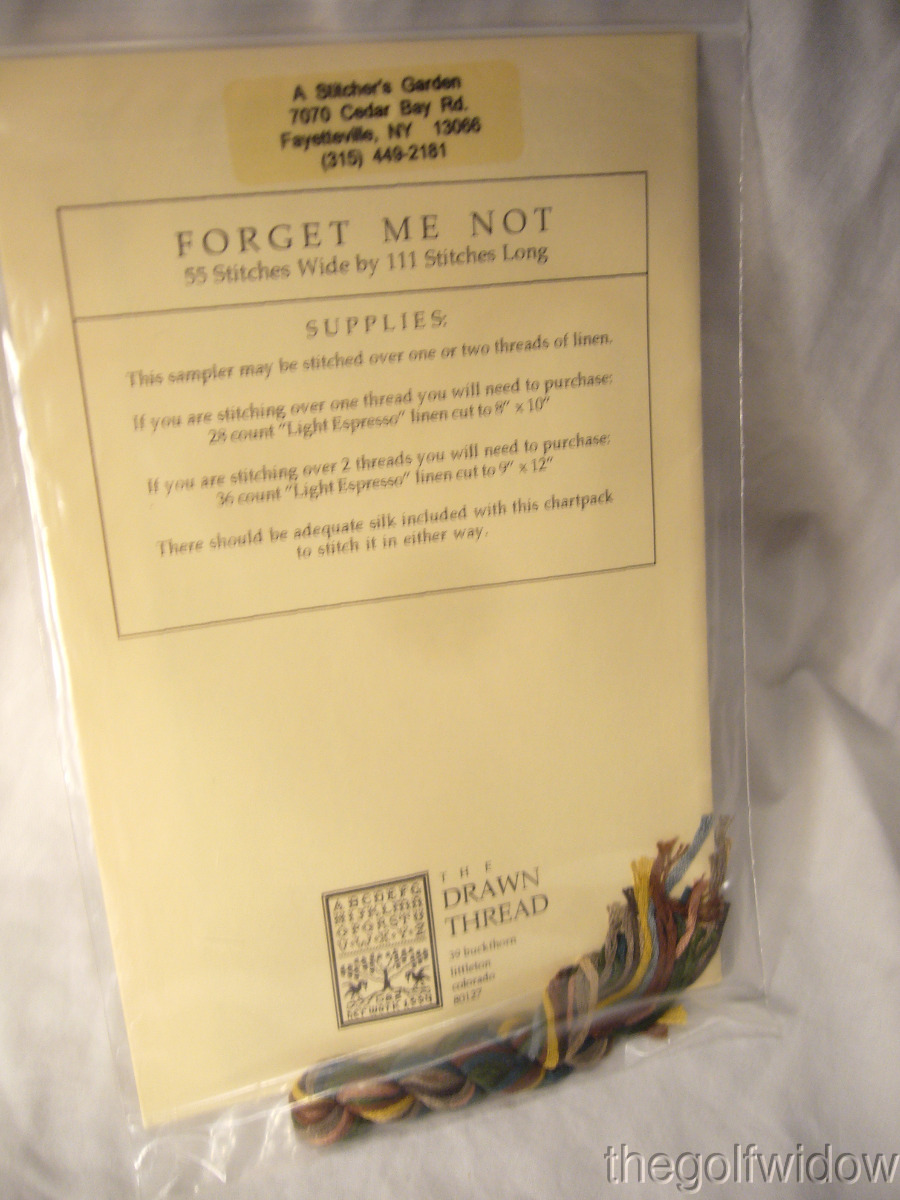 A Stitcher's Garden
7070 Cedar Bay Rd.
Fayetteville, NY 13066
(315) 449-2181
FORGET ME NOT
55 Stitches Wide by 111 Stitches Long
SUPPLIES:
This sampler may be stitched over one or two threads of linen.
If you are stitching over one thread you will need to purchase:
28 count "Light Espresso" linen cut to 8" x 10"
If you are stitching over 2 threads you will need to purchase:
36 count "Light Espresso" linen cut to 9" x 12"
There should be adequate silk included with this chartpack
to stitch it in either way.
THE
DRAWN
THREAD
buckthorn
littleton
colorado
80127
ABCDEFG
thegolfwidow